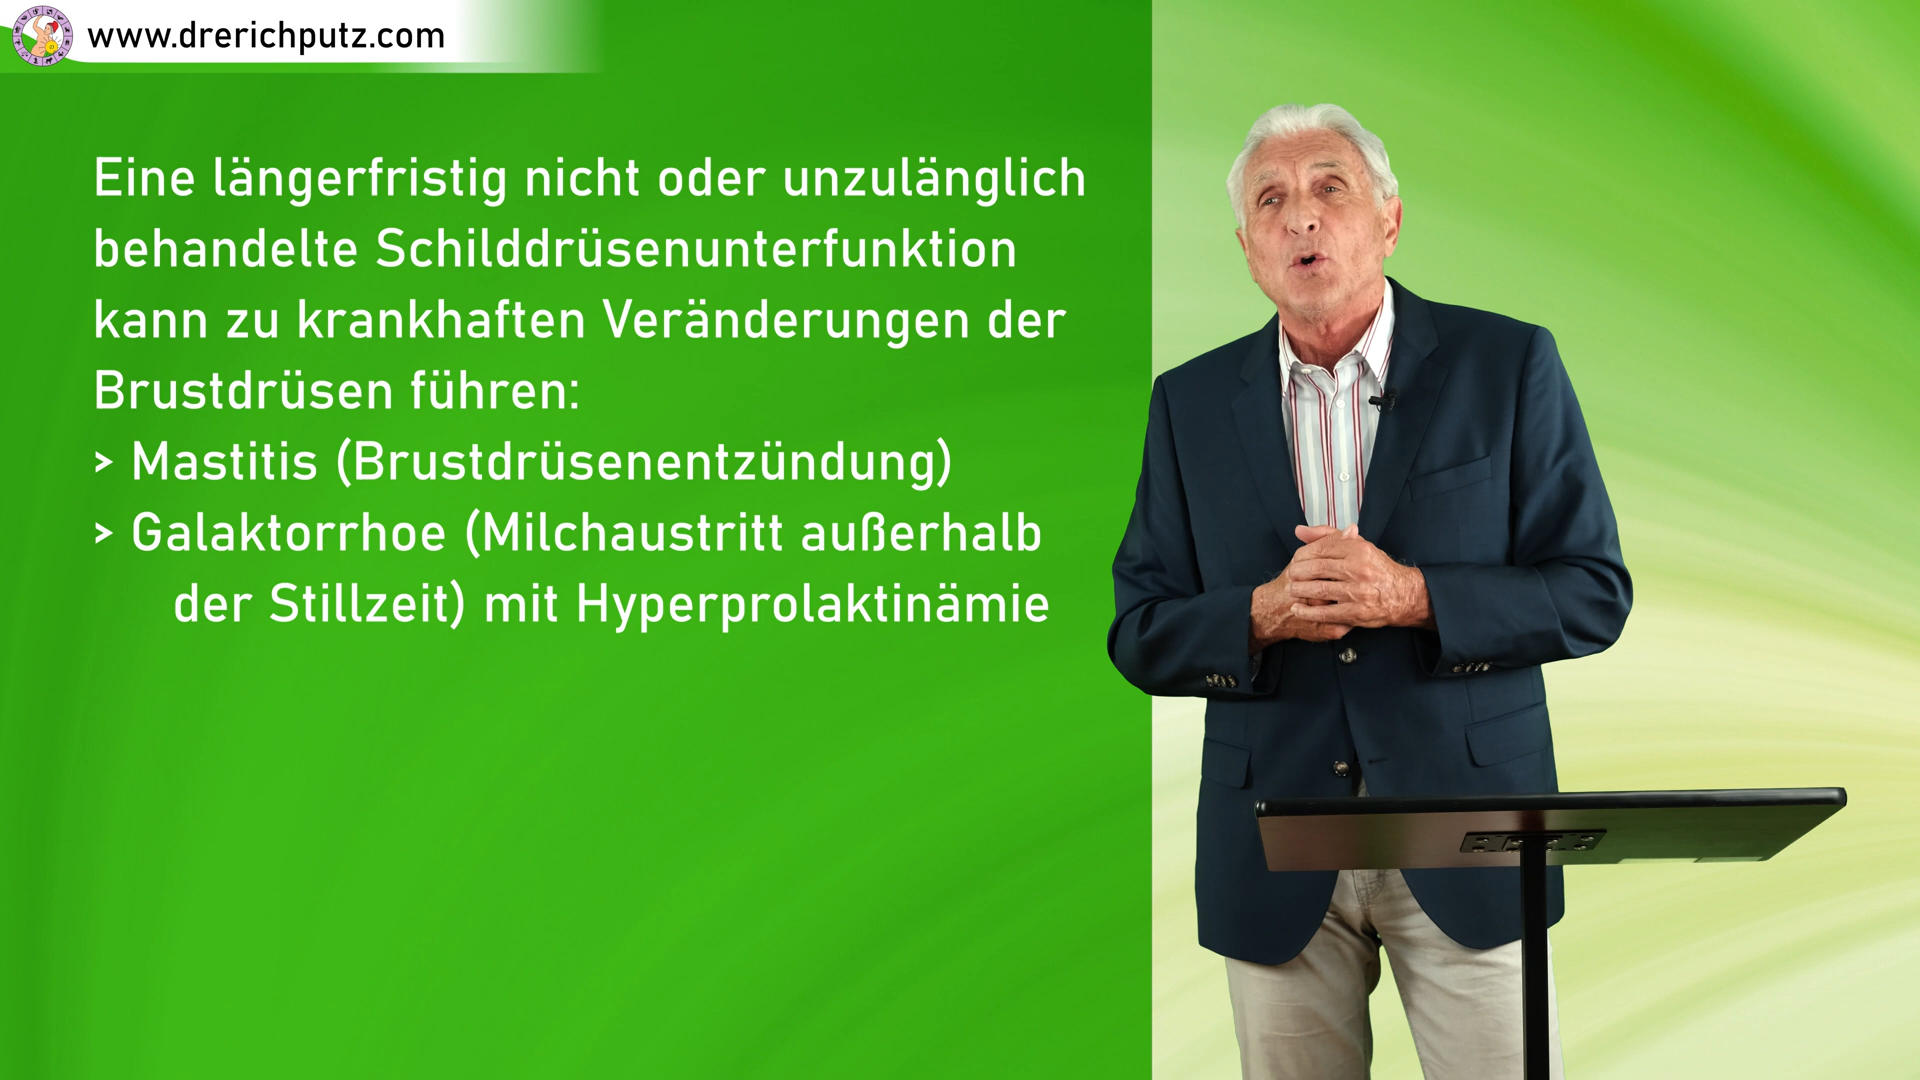 www.drerichputz.com
Eine längerfristig nicht oder unzulänglich
behandelte Schilddrüsenunterfunktion
kann zu krankhaften Veränderungen der
Brustdrüsen führen:
> Mastitis (Brustdrüsenentzündung)
> Galaktorrhoe (Milchaustritt außerhalb
der Stillzeit) mit Hyperprolaktinämie